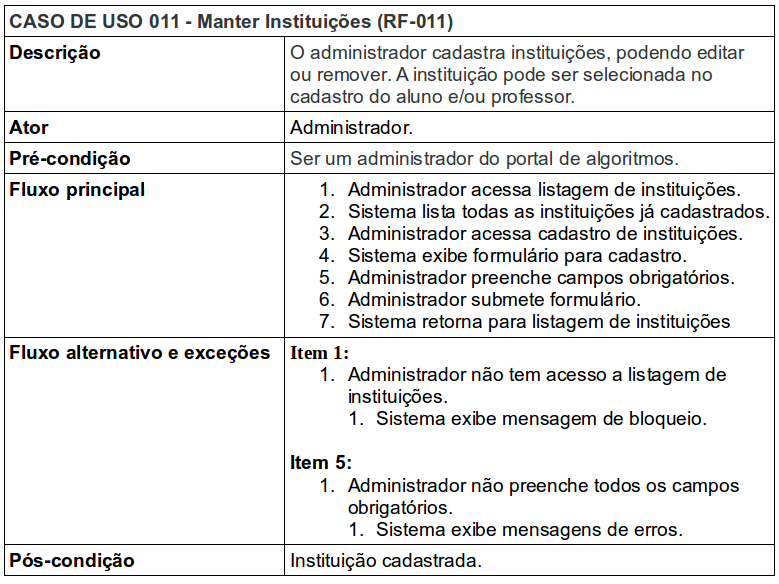 CASO DE USO 011 - Manter Instituições (RF-011)
Descrição
O administrador cadastra instituições, podendo editar
ou remover. A instituição pode ser selecionada no
cadastro do aluno e/ou professor.
Ator
Administrador.
Pré-condição
Ser um administrador do portal de algoritmos.
Fluxo principal
1. Administrador acessa listagem de instituições.
2. Sistema lista todas as instituições já cadastrados.
3. Administrador acessa cadastro de instituições.
4. Sistema exibe formulário para cadastro.
5. Administrador preenche campos obrigatórios.
6. Administrador submete formulário.
7. Sistema retorna para listagem de instituições
Fluxo alternativo e exceções
Item 1:
1. Administrador não tem acesso a listagem de
instituições.
1. Sistema exibe mensagem de bloqueio.
Item 5:
1. Administrador não preenche todos os campos
obrigatórios.
1. Sistema exibe mensagens de erros.
Pós-condição
Instituição cadastrada.